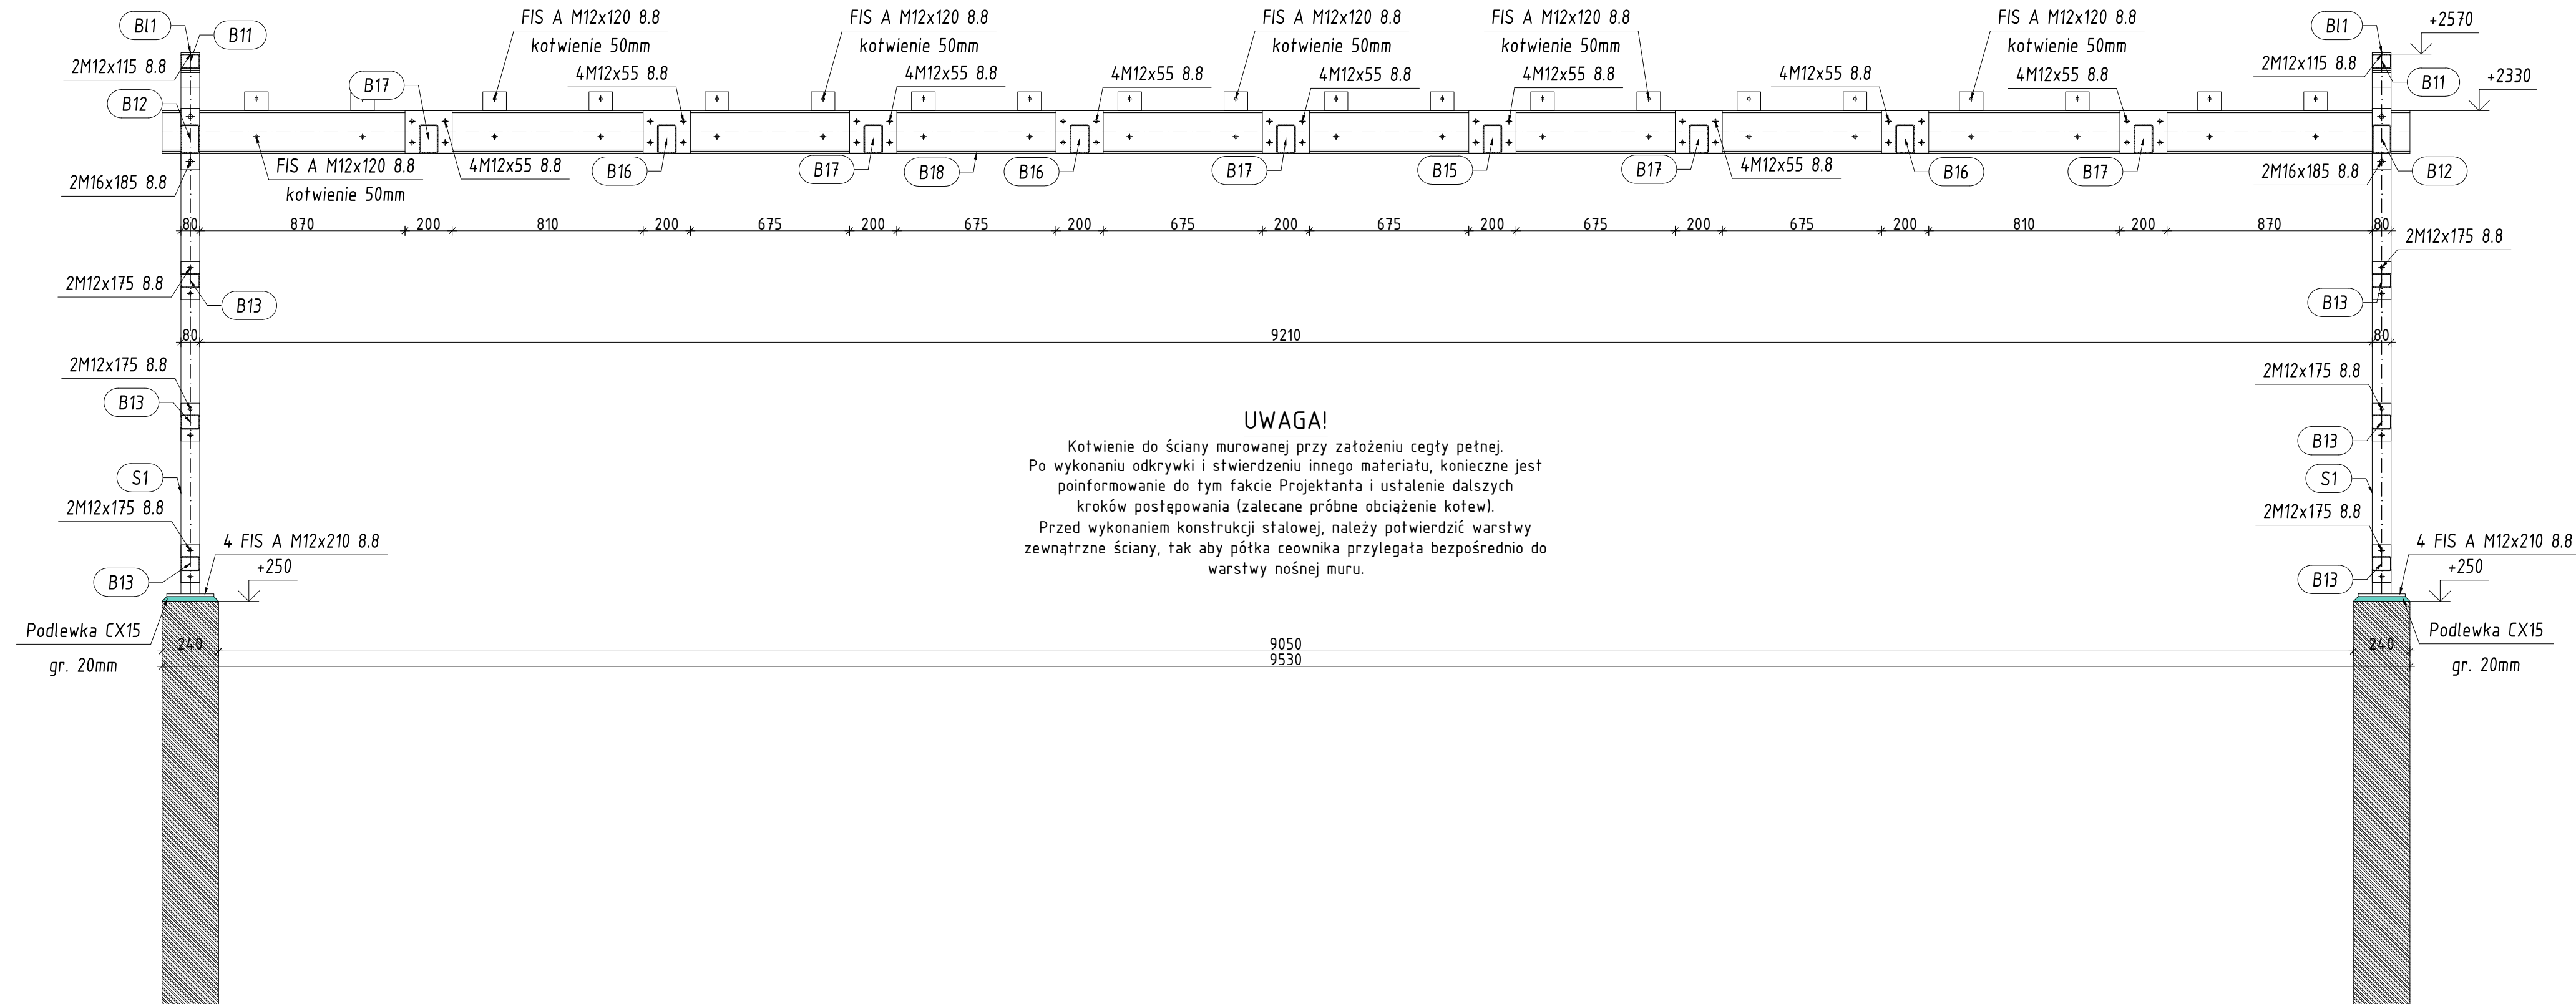 Bl1
B11
FIS A M12x120 8.8
kotwienie 50mm
FIS A M12x120 8.8
kotwienie 50mm
FIS A M12x120 8.8
kotwienie 50mm
FIS A M12x120 8.8
kotwienie 50mm
FIS A M12x120 8.8
kotwienie 50mm
Bl1
+2570
2M12x115 8.8
B17
4M12x55 8.8
4M12x55 8.8
4M12x55 8.8
4M12x55 8.8
4M12x55 8.8
4M12x55 8.8
4M12x55 8.8
2M12x115 8.8
B11
+2330
B12
2M16x185 8.8
FIS A M12x120 8.8
kotwienie 50mm
4M12x55 8.8
B16
B17
B18
B16
B17
B15
B17
4M12x55 8.8
B16
B17
2M16x185 8.8
B12
80
870
200
810
200
675
200
675
200
675
200
675
200
675
200
675
200
810
200
870
80
2M12x175 8.8
2M12x175 8.8
B13
B13
80
9210
80
2M12x175 8.8
B13
2M12x175 8.8
B13
UWAGA!
Kotwienie do ściany murowanej przy założeniu cegły pełnej.
Po wykonaniu odkrywki i stwierdzeniu innego materiału, konieczne jest
poinformowanie do tym fakcie Projektanta i ustalenie dalszych
kroków postępowania (zalecane próbne obciążenie kotew).
Przed wykonaniem konstrukcji stalowej, należy potwierdzić warstwy
zewnątrzne ściany, tak aby półka ceownika przylegała bezpośrednio do
warstwy nośnej muru.
S1
S1
2M12x175 8.8
2M12x175 8.8
4 FIS A M12x210 8.8
+250
4 FIS A M12x210 8.8
+250
B13
B13
Podlewka CX15
gr. 20mm
240
9050
9530
240
Podlewka CX15
gr. 20mm